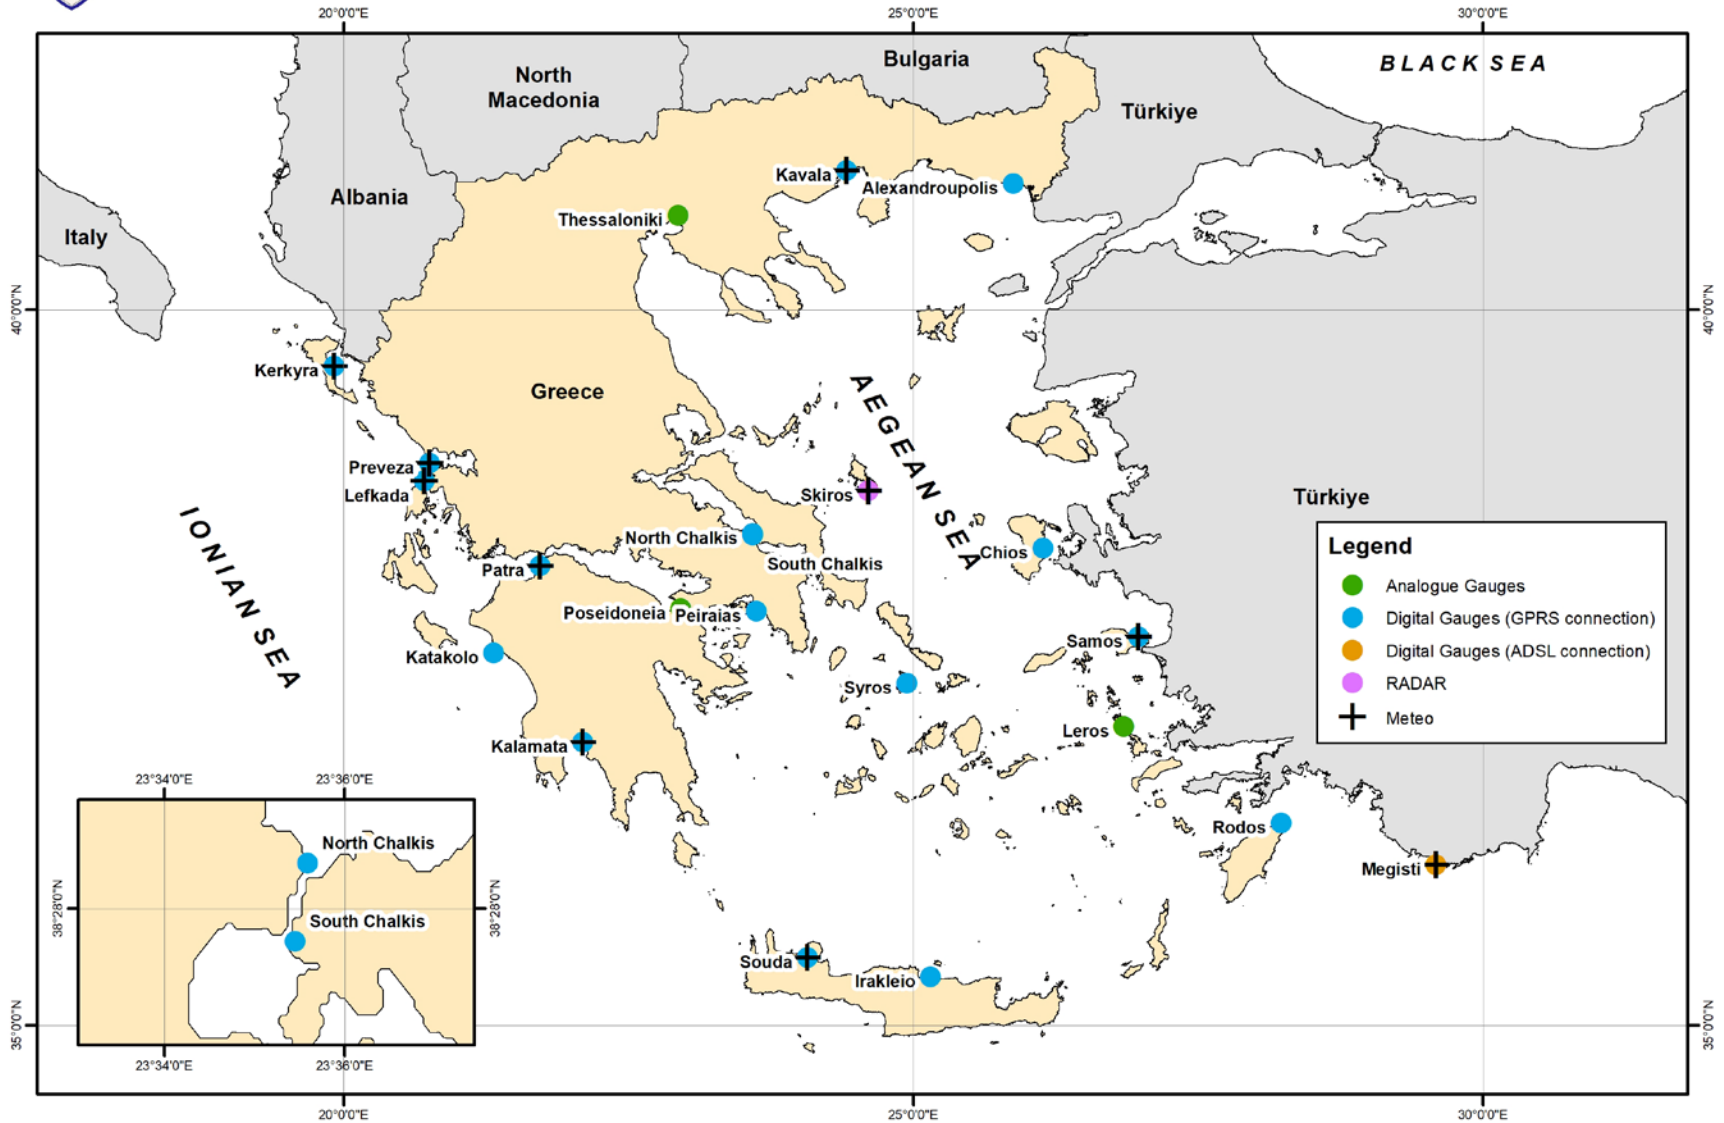 20°0'0"E
25°0'0"E
30°0'0"E
BLACK SEA
Bulgaria
North
Macedonia
Türkiye
Kavala
Alexandroupolis
Albania
Thessaloniki
Italy
40°0'0"N
40°0'0"N
Kerkyra
Greece
AEGEAN SEA
Preveza
Lefkada
Skiros
Türkiye
IONIAN SEA
North Chalkis
South Chalkis
Chios
Patra
Poseidoneia
Peiraias
Katakolo
Samos
Syros
Leros
Kalamata
Rodos
Megisti
Souda
Irakleio
Legend
Analogue Gauges
Digital Gauges (GPRS connection)
Digital Gauges (ADSL connection)
RADAR
Meteo
23°34'0"E
23°36'0"E
North Chalkis
38°28'0"N
38°28'0"N
South Chalkis
23°34'0"E
23°36'0"E
35°0'0"N
35°0'0"N
20°0'0"E
25°0'0"E
30°0'0"E